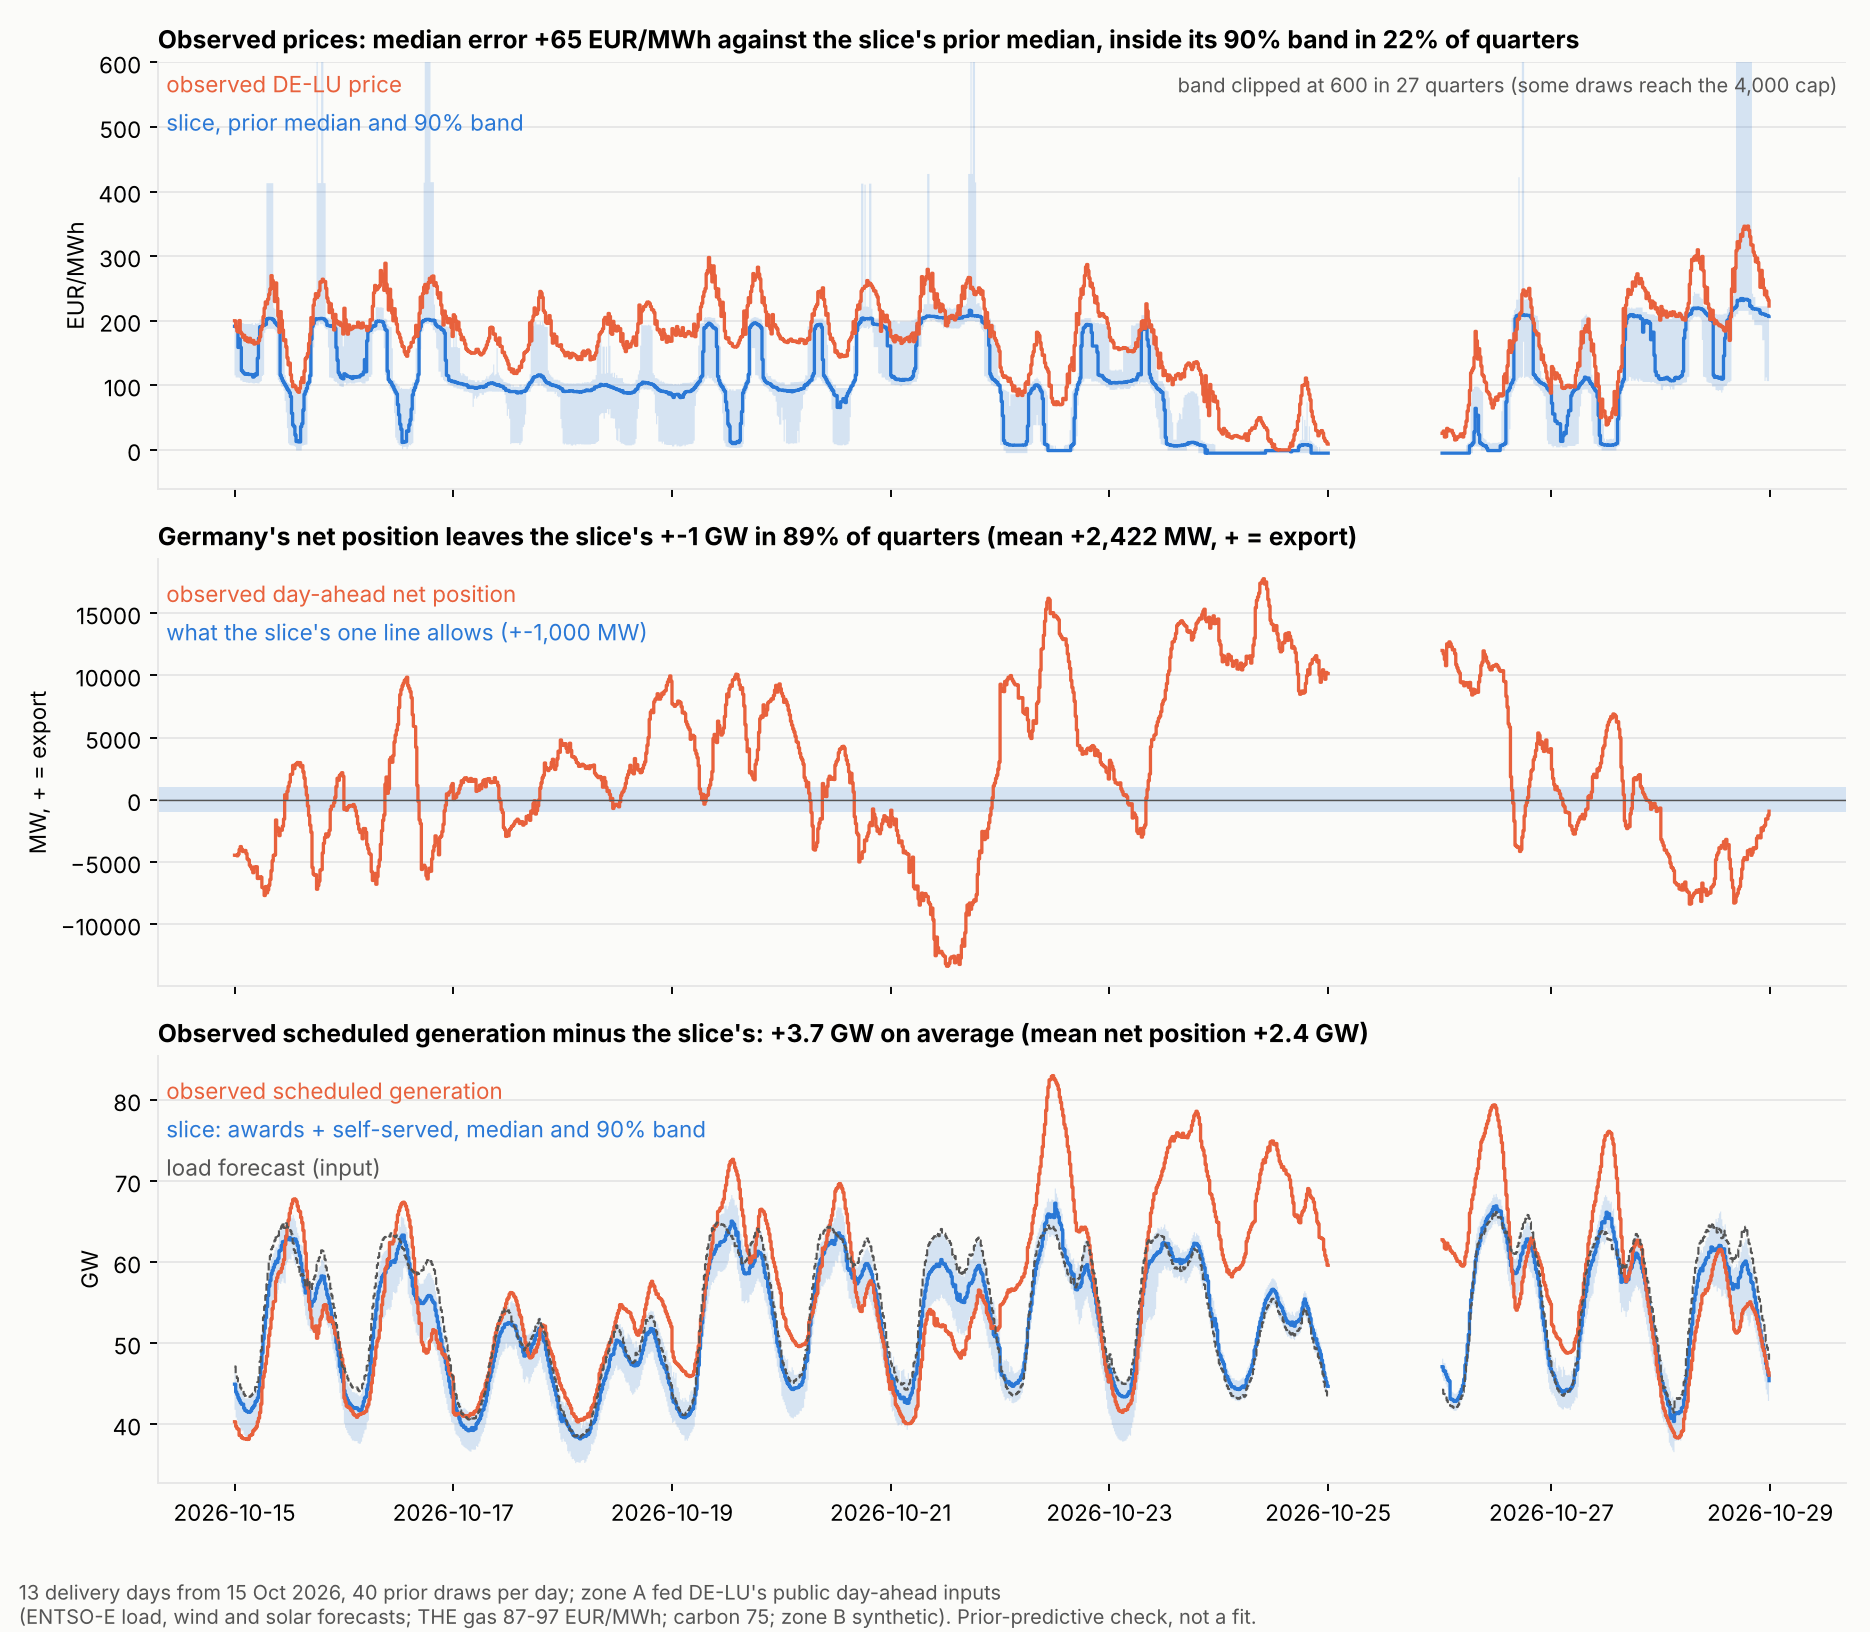 Observed prices: median error +65 EUR/MWh against the slice's prior median, inside its 90% band in 22% of quarters
600
observed DE-LU price
band clipped at 600 in 27 quarters (some draws reach the 4,000 cap)
slice, prior median and 90% band
500
400
300
200
100
0
EUR/MWh
Germany's net position leaves the slice's +-1 GW in 89% of quarters (mean +2,422 MW, + = export)
observed day-ahead net position
what the slice's one line allows (+-1,000 MW)
15000
10000
5000
0
−5000
−10000
MW, + = export
Observed scheduled generation minus the slice's: +3.7 GW on average (mean net position +2.4 GW)
observed scheduled generation
slice: awards + self-served, median and 90% band
load forecast (input)
80
70
60
50
40
GW
2026-10-15
2026-10-17
2026-10-19
2026-10-21
2026-10-23
2026-10-25
2026-10-27
2026-10-29
13 delivery days from 15 Oct 2026, 40 prior draws per day; zone A fed DE-LU's public day-ahead inputs
(ENTSO-E load, wind and solar forecasts; THE gas 87-97 EUR/MWh; carbon 75; zone B synthetic). Prior-predictive check, not a fit.